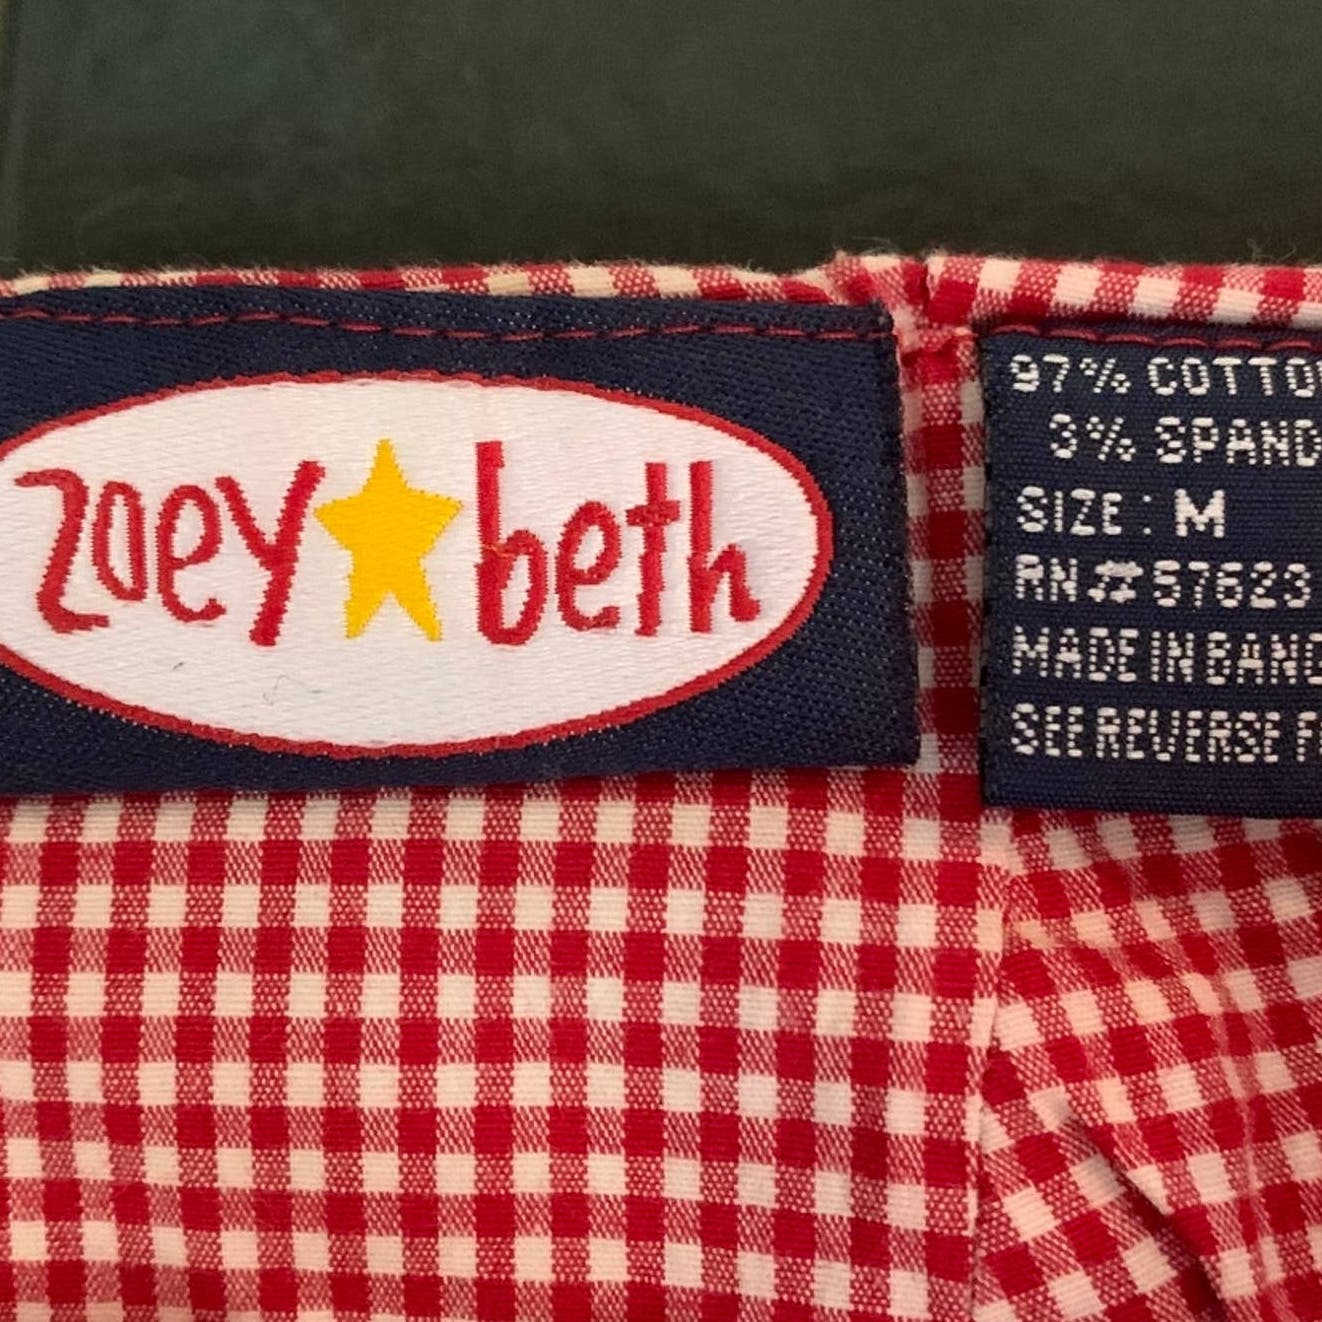 zoey beth
97% COTTO
3% SPAND
SIZE: M
RN#57623
MADE IN BANG
SEE REVERSE F